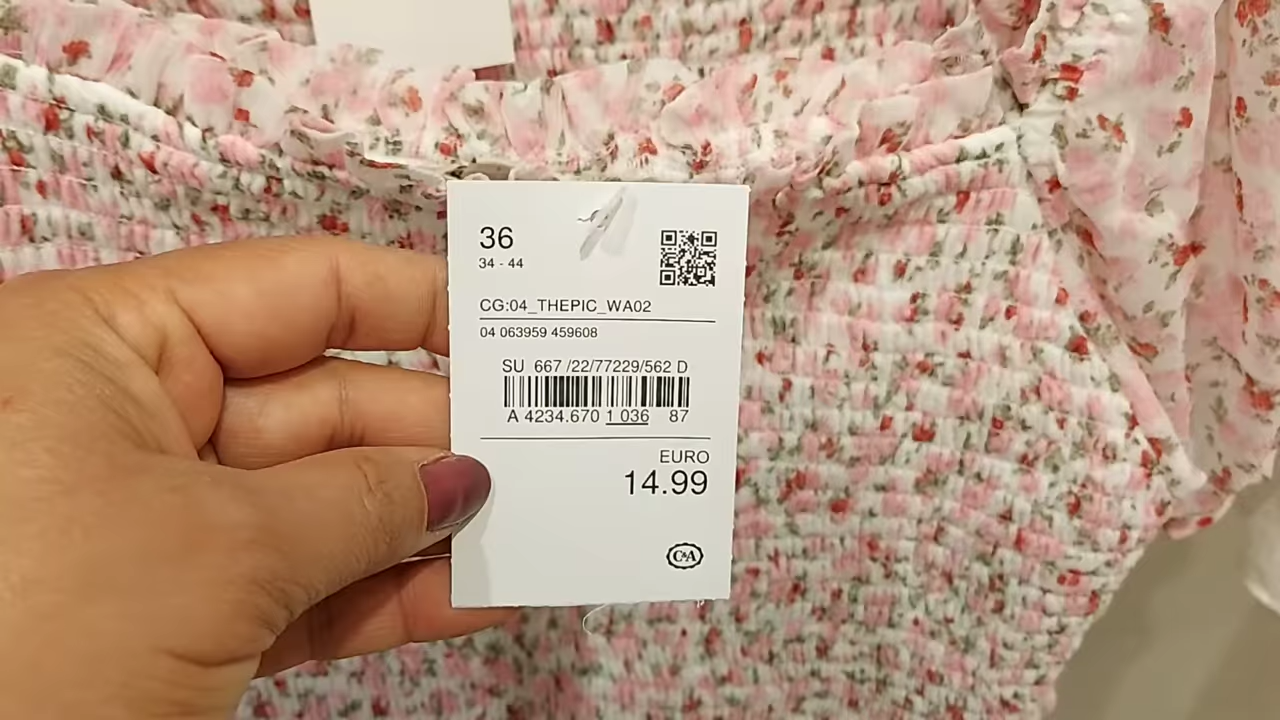 36
34 - 44
CG:04_THEPIC_WA02
04 063959 459608
SU 667 /22/77229/562 D
A 4234.670 1 036 87
EURO
14.99
C&A